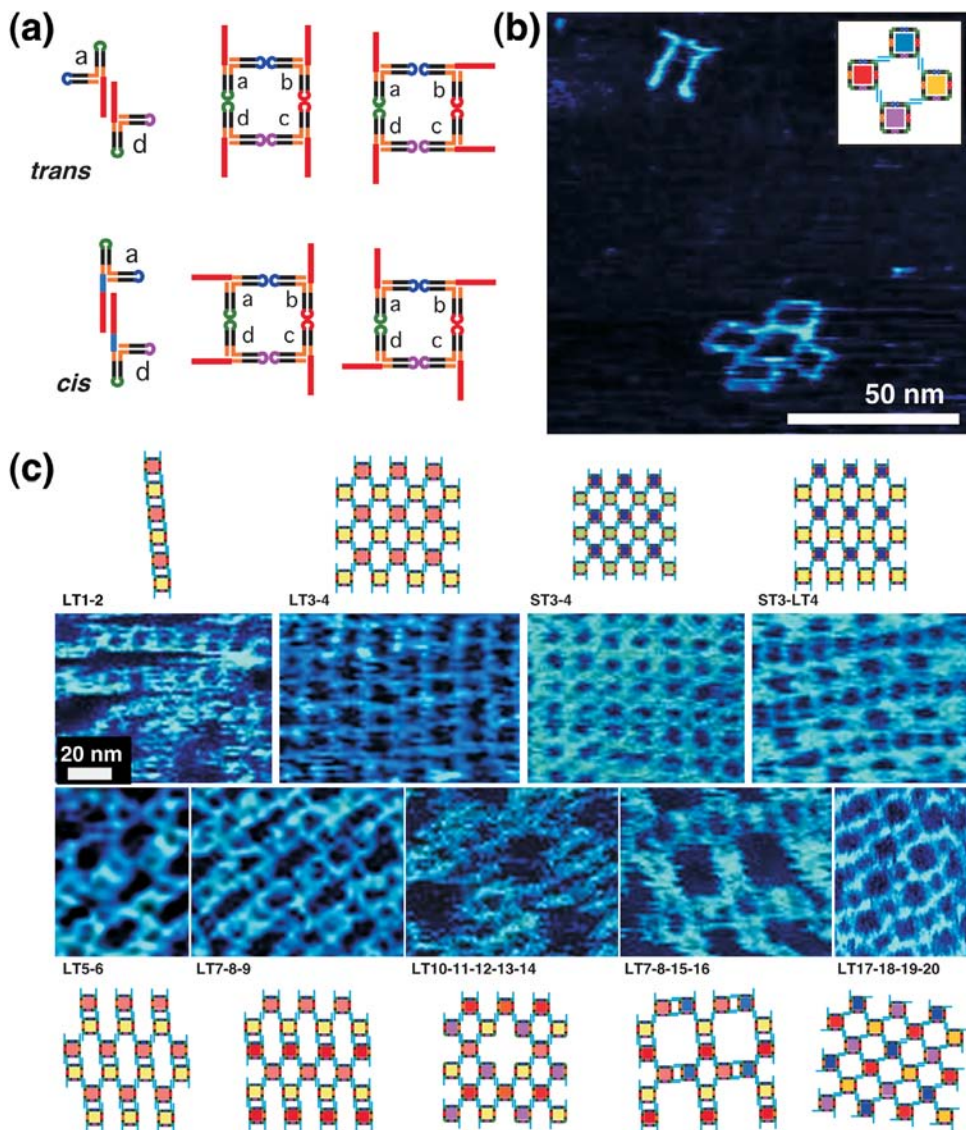 (a)
a
d
trans
a
b
d
c
a
b
d
c
a
d
cis
a
b
d
c
a
b
d
c
(b)
50 nm
(c)
LT1-2
LT3-4
ST3-4
ST3-LT4
20 nm
LT5-6
LT7-8-9
LT10-11-12-13-14
LT7-8-15-16
LT17-18-19-20